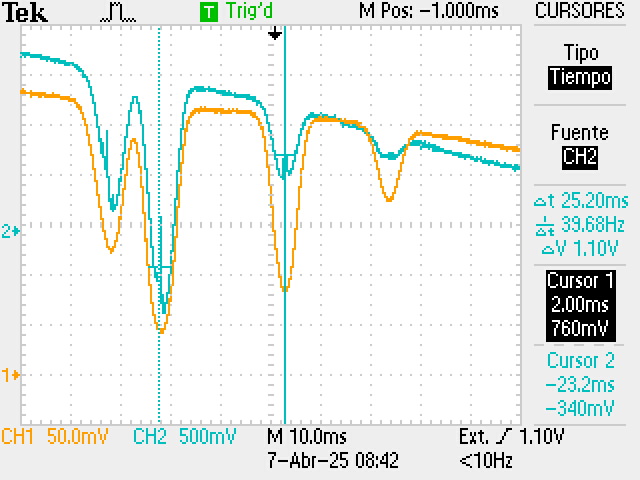 Tek T Trig'd M Pos: -1.000ms CURSORES
Tipo
Tiempo
Fuente
CH2
Δt 25.20ms
1/Δt 39.68Hz
ΔV 1.10V
Cursor 1
2.00ms
760mV
Cursor 2
-23.2ms
-340mV
2
1
CH1 50.0mV CH2 500mV M 10.0ms Ext. 1.10V
7-Abr-25 08:42 <10Hz